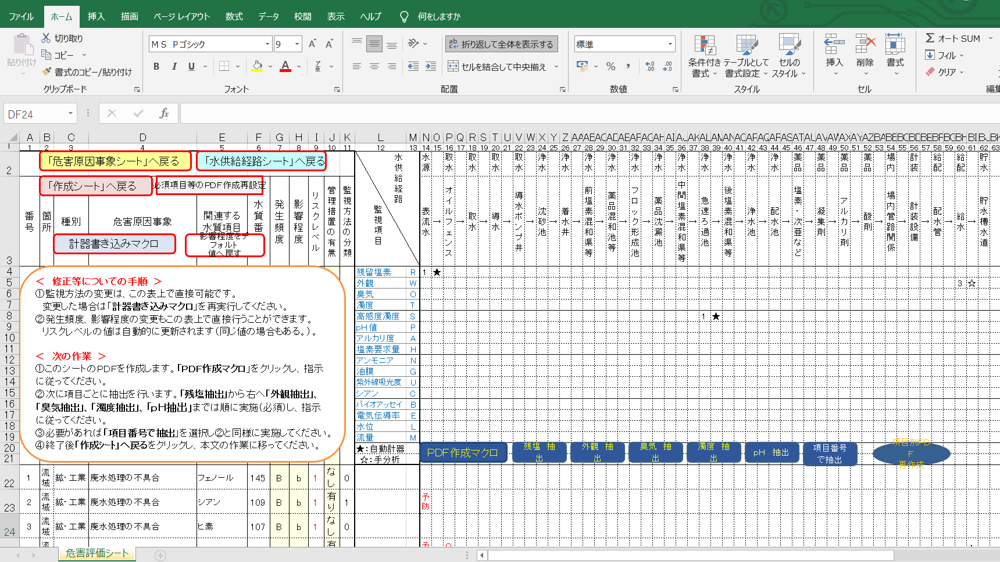 ファイル ホーム 挿入 描画 ページ レイアウト 数式 データ 校閲 表示 ヘルプ 何をしますか
貼り付け 切り取り コピー 書式のコピー/貼り付け クリップボード
ＭＳ Ｐゴシック 9 B I U A フォント
折り返して全体を表示する セルを結合して中央揃え 配置
標準 % 数値
条件付き書式 テーブルとして書式設定 セルのスタイル スタイル
挿入 削除 書式 セル
オート SUM フィル クリア 編集
DF24 fx
A B C D E F G H I J K L M N O P Q R S T U V W X Y Z
1 1 2 3 4 5 6 7 8 9 10 11 12 13 14 15 16 17 18 19 20 21 22 23 24 25 26 27 28 29 30 31 32 33 34 35 36 37 38 39 40 41 42 43 44 45 46 47 48 49 50 51 52 53 54 55 56 57 58 59 60 61 62 63
2 「危害原因事象シート」へ戻る 「水供給経路シート」へ戻る
「作成シート」へ戻る 必須項目等のPDF作成再設定
水供給経路 監視項目
水源 取水 取水 導水 取水 浄水 浄水 浄水 浄水 浄水 浄水 浄水 浄水 浄水 浄水 浄水 薬品 薬品 薬品 薬品 場内 計装 給配 給配 貯水
3 番号 箇所 種別 危害原因事象 関連する水質項目 水質番 発生頻度 影響程度 リスクレベル 管理措置の有無 監視方法の分類
表流水 → オイルフェンス → 取水 → 導水 → 導水ポンプ井 → 沈砂池 → 着水井 → 前塩素混和渠等 → 薬品混和池等 → フロック形成池 → 薬品沈澱池 → 中間塩素混和渠等 → 急速ろ過池 → 後塩素混和渠等 → 浄水池 → 配水池 → 塩素・次亜など → 凝集剤 → アルカリ剤 → 酸剤 → 場内管路関係 → 計装設備 → 配水管 → 給水 → 貯水槽水道
計器書き込みマクロ 影響程度をデフォルト値へ戻す
＜ 修正等についての手順 ＞
①監視方法の変更は、この表上で直接可能です。
変更した場合は「計器書き込みマクロ」を再実行してください。
②発生頻度、影響程度の変更もこの表上で直接行うことができます。
リスクレベルの値は自動的に更新されます（同じ値の場合もある。）。
＜ 次の作業 ＞
①このシートのPDFを作成します。「PDF作成マクロ」をクリックし、指示
に従ってください。
②次に項目ごとに抽出を行います。「残塩抽出」から右へ「外観抽出」、
「臭気抽出」、「濁度抽出」、「pH抽出」までは順に実施（必須）し、指示
に従ってください。
③必要があれば「項目番号で抽出」を選択し②と同様に実施してください。
④終了後「作成シート」へ戻るをクリックし、本文の作業に移ってください。
4 残留塩素 R 1 ★
5 外観 W 3 ☆
6 臭気 O
7 濁度 T
8 高感度濁度 S 1 ★
9 pH値 P
10 アルカリ度 A
11 塩素要求量 H
12 アンモニア N
13 油膜 G
14 紫外線吸光度 U
15 シアン C
16 バイオアッセイ B
17 電気伝導率 E
18 水位 L
19 流量 M
20 ★：自動計器
21 ☆：手分析
PDF作成マクロ 残塩 抽出 外観 抽出 臭気 抽出 濁度 抽出 pH 抽出 項目番号で抽出 項目別PDF再作成
22 1 流域 鉱・工業 廃水処理の不具合 フェノール 145 B b 1 なし 0
23 2 流域 鉱・工業 廃水処理の不具合 シアン 109 B b 1 有り 1 予防
24 3 流域 鉱・工業 廃水処理の不具合 ヒ素 107 B b 1 なし 0
危害評価シート